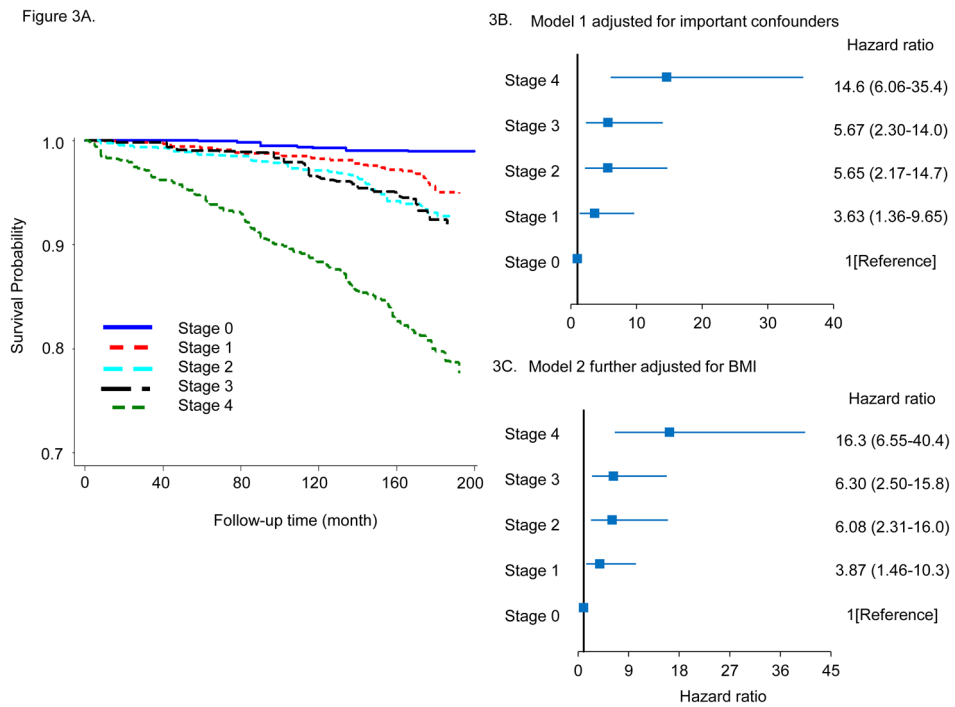 Figure 3A.
Survival Probability
1.0
0.9
0.8
0.7
Stage 0
Stage 1
Stage 2
Stage 3
Stage 4
0 40 80 120 160 200
Follow-up time (month)
3B. Model 1 adjusted for important confounders
Hazard ratio
Stage 4 14.6 (6.06-35.4)
Stage 3 5.67 (2.30-14.0)
Stage 2 5.65 (2.17-14.7)
Stage 1 3.63 (1.36-9.65)
Stage 0 1[Reference]
0 10 20 30 40
3C. Model 2 further adjusted for BMI
Hazard ratio
Stage 4 16.3 (6.55-40.4)
Stage 3 6.30 (2.50-15.8)
Stage 2 6.08 (2.31-16.0)
Stage 1 3.87 (1.46-10.3)
Stage 0 1[Reference]
0 9 18 27 36 45
Hazard ratio